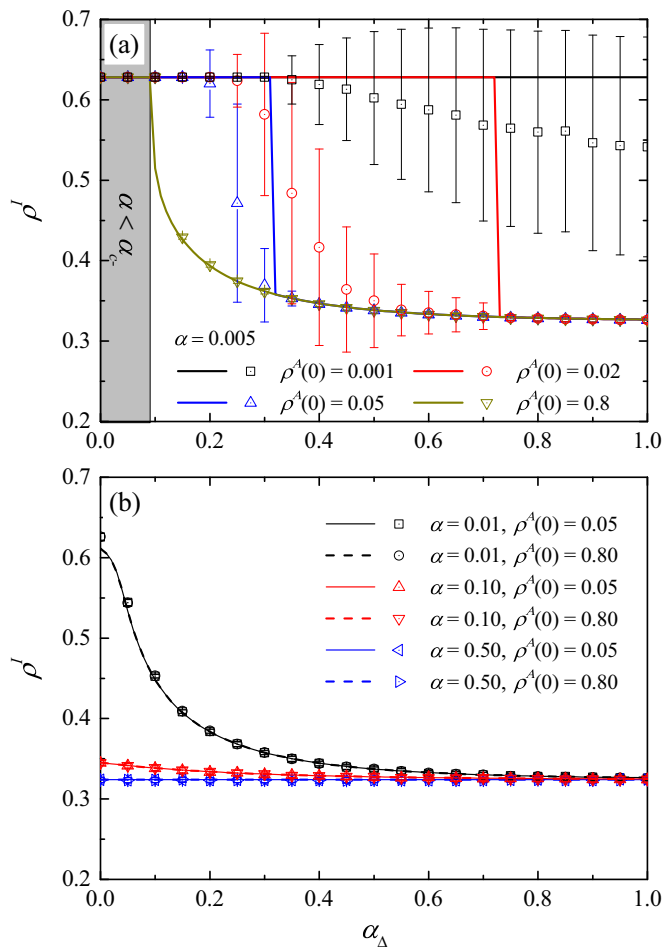 (a)
0.7
0.6
0.5
0.4
0.3
0.2
ρ^I
α < α_c-
α = 0.005
ρ^A(0) = 0.001
ρ^A(0) = 0.02
ρ^A(0) = 0.05
ρ^A(0) = 0.8
0.0 0.2 0.4 0.6 0.8 1.0
(b)
0.7
0.6
0.5
0.4
0.3
0.2
ρ^I
α = 0.01, ρ^A(0) = 0.05
α = 0.01, ρ^A(0) = 0.80
α = 0.10, ρ^A(0) = 0.05
α = 0.10, ρ^A(0) = 0.80
α = 0.50, ρ^A(0) = 0.05
α = 0.50, ρ^A(0) = 0.80
0.0 0.2 0.4 0.6 0.8 1.0
α_Δ